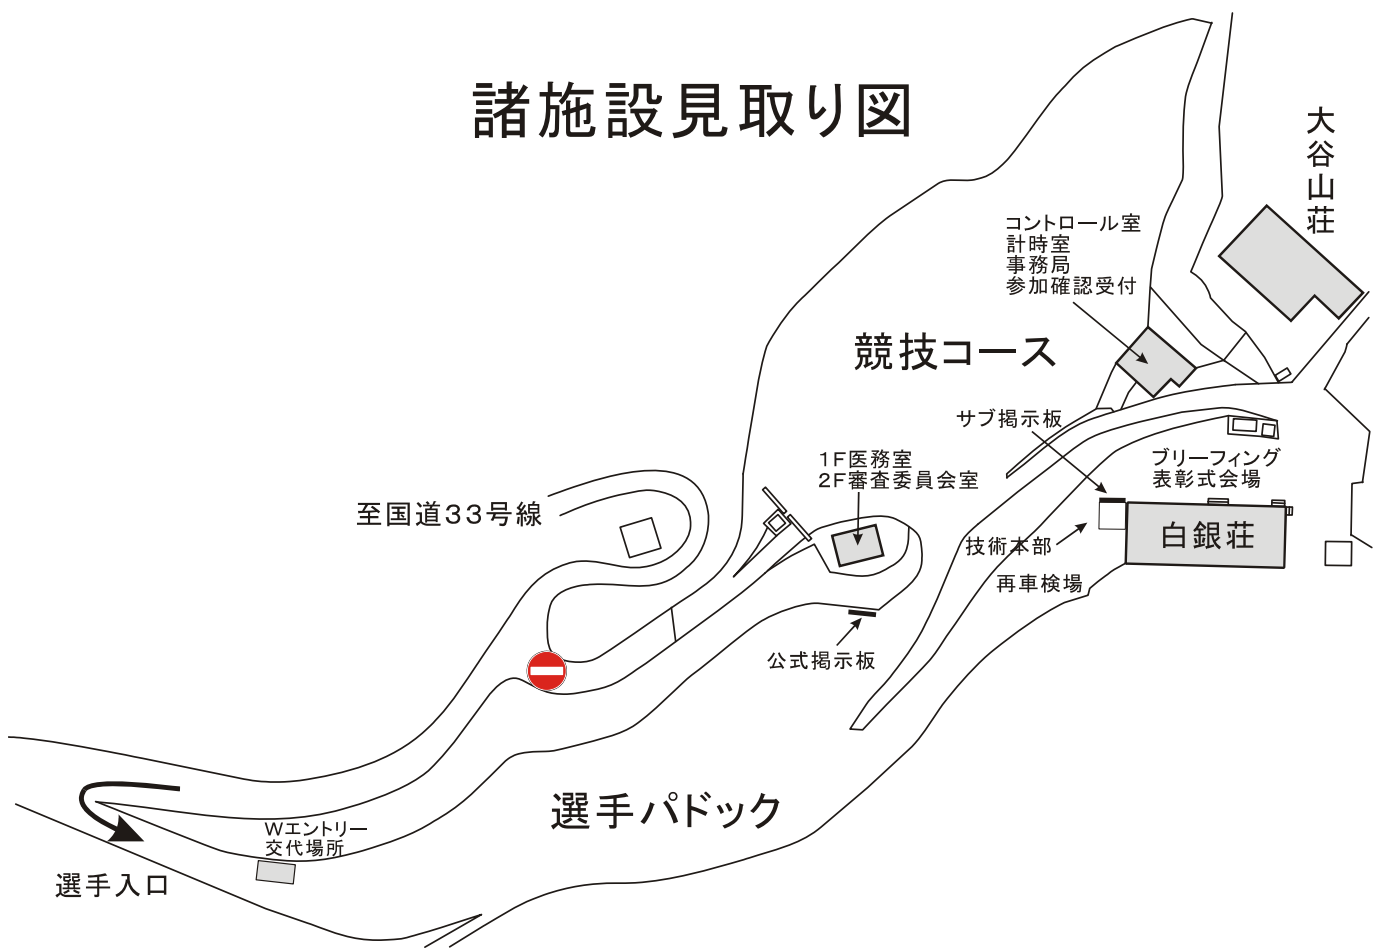 諸施設見取り図
大谷山荘
コントロール室
計時室
事務局
参加確認受付
競技コース
サブ掲示板
1F医務室
2F審査委員会室
ブリーフィング
表彰式会場
至国道33号線
白銀荘
技術本部
再車検場
公式掲示板
選手パドック
Wエントリー
交代場所
選手入口